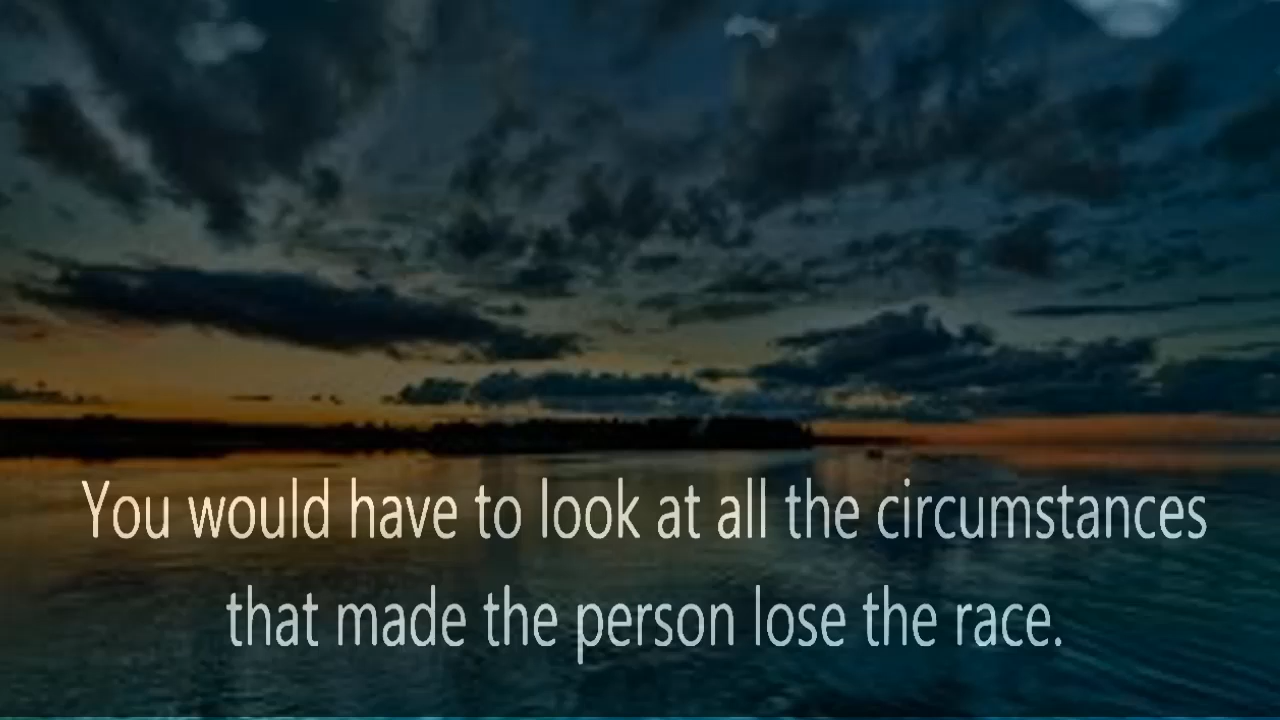 You would have to look at all the circumstances
that made the person lose the race.